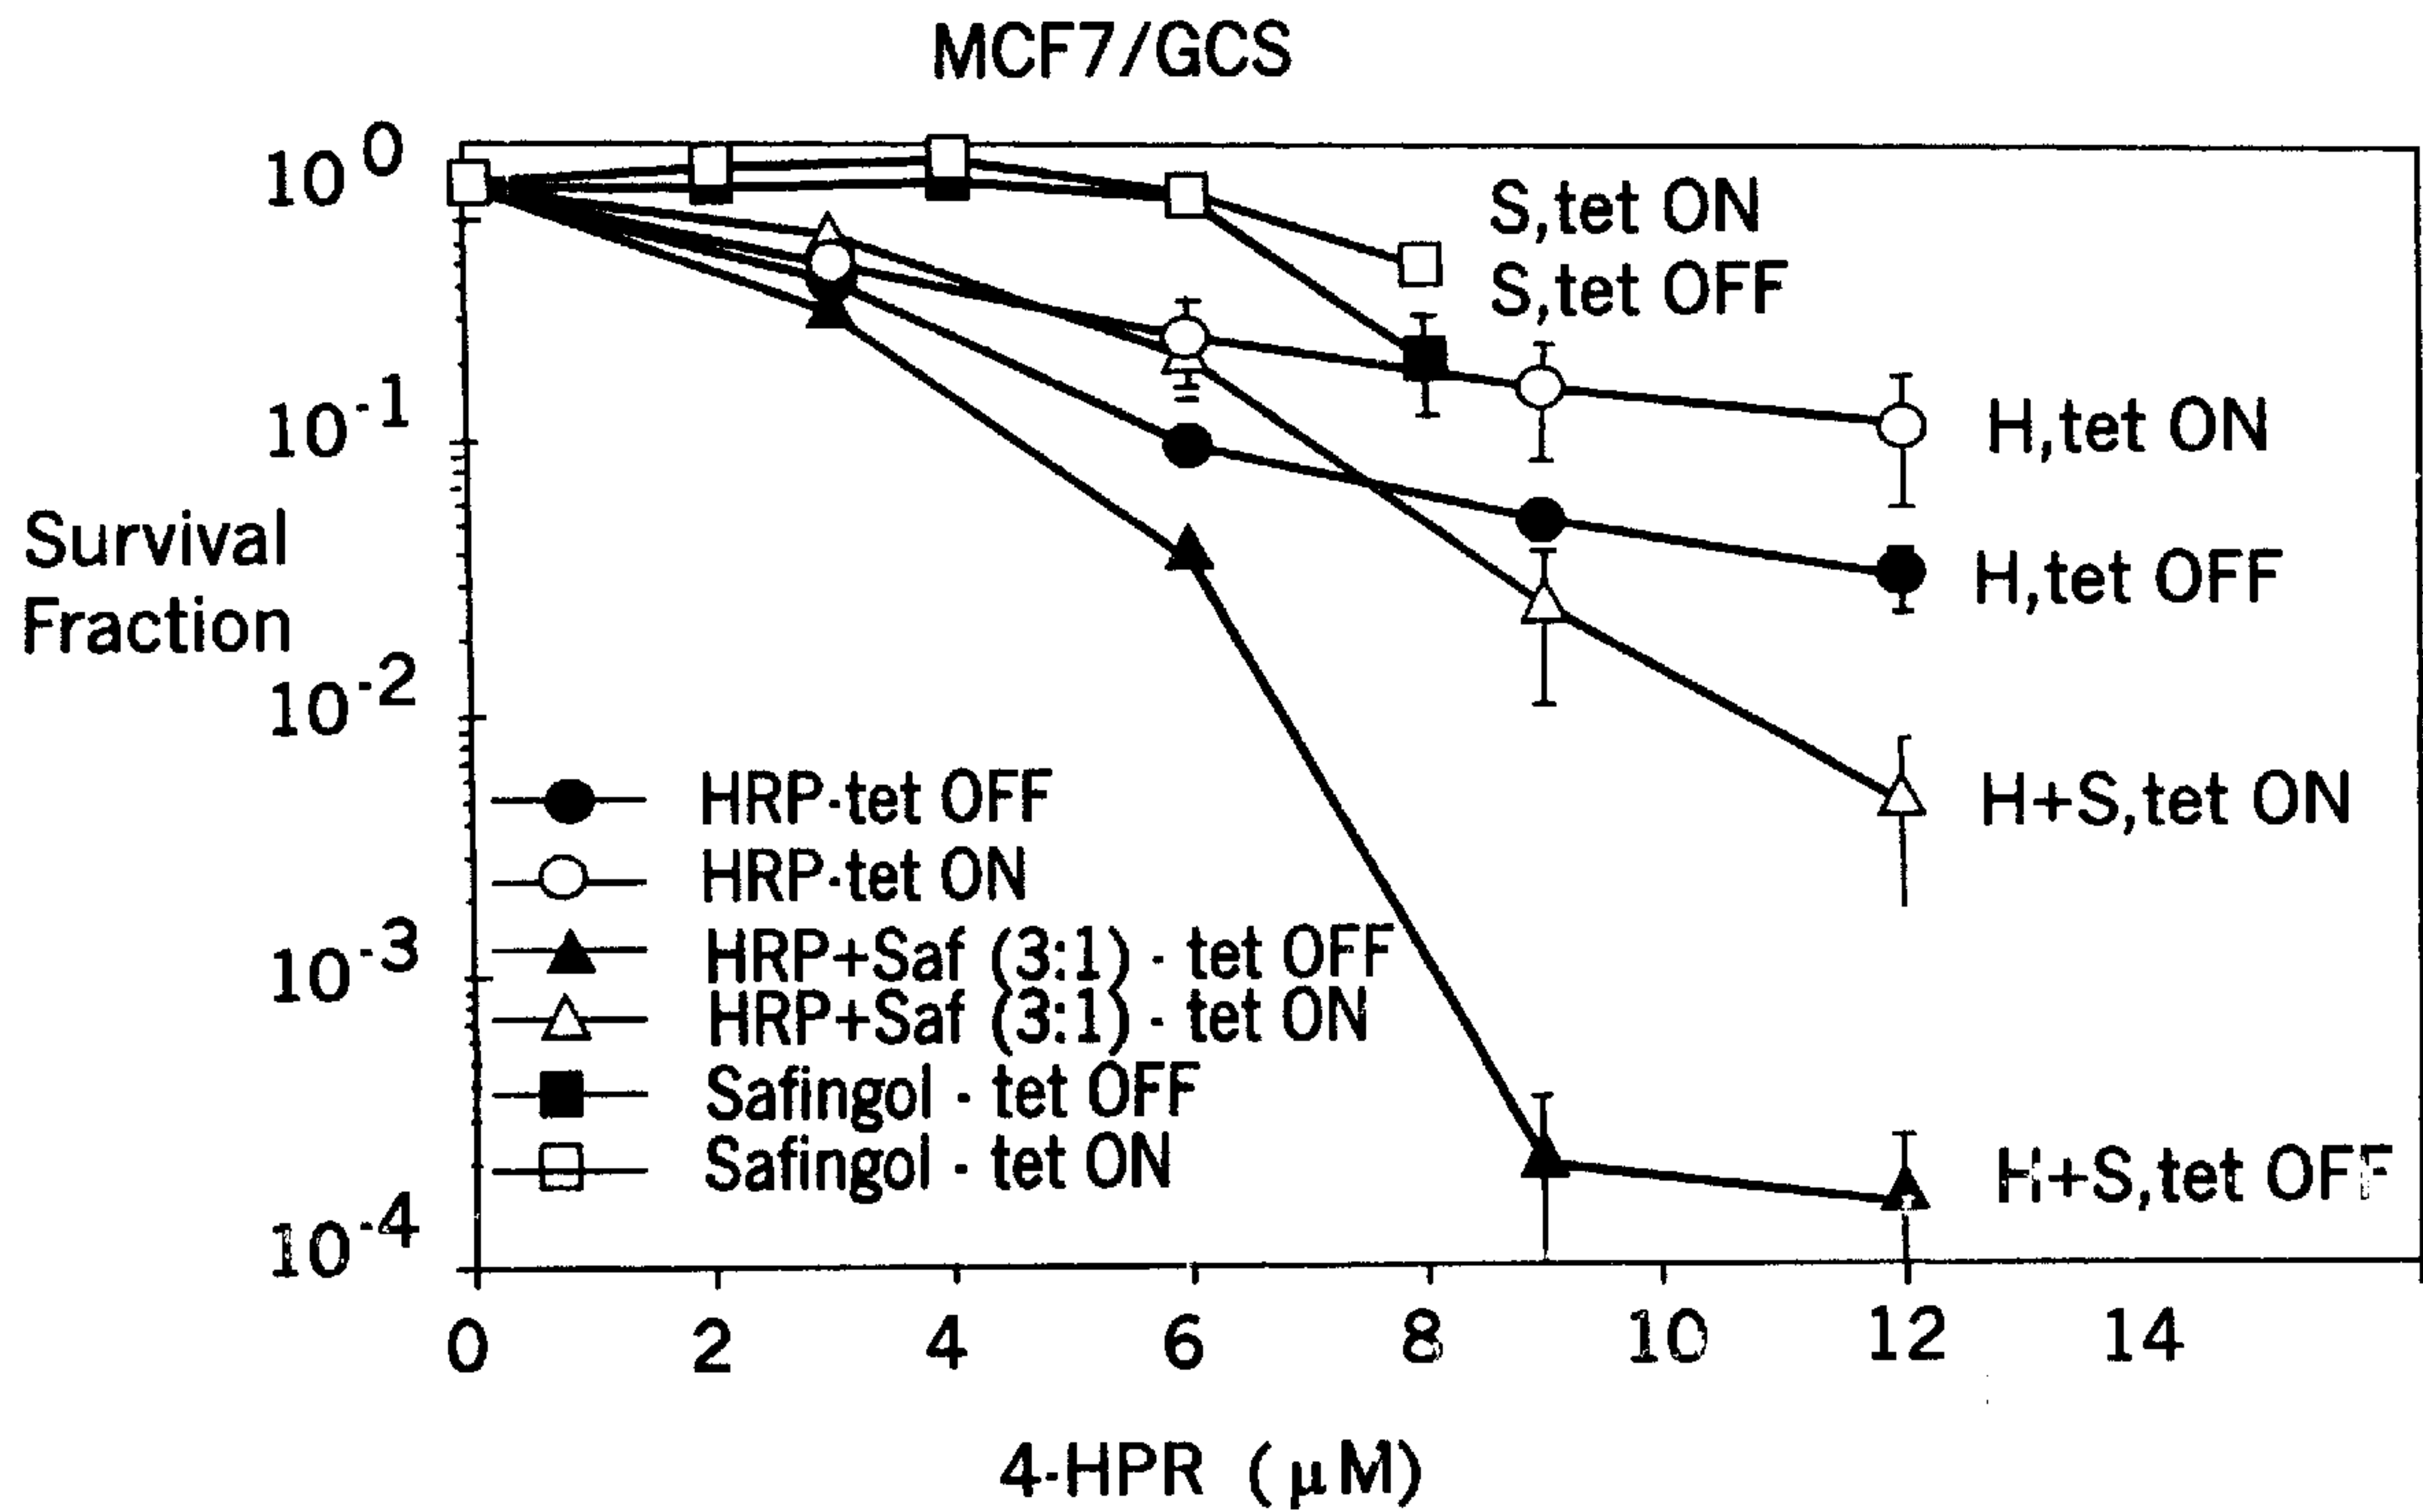 MCF7/GCS
10^0
10^-1
10^-2
10^-3
10^-4
Survival
Fraction
S,tet ON
S,tet OFF
H,tet ON
H,tet OFF
H+S,tet ON
H+S,tet OFF
HRP-tet OFF
HRP-tet ON
HRP+Saf (3:1) - tet OFF
HRP+Saf (3:1) - tet ON
Safingol - tet OFF
Safingol - tet ON
0 2 4 6 8 10 12 14
4-HPR (μM)